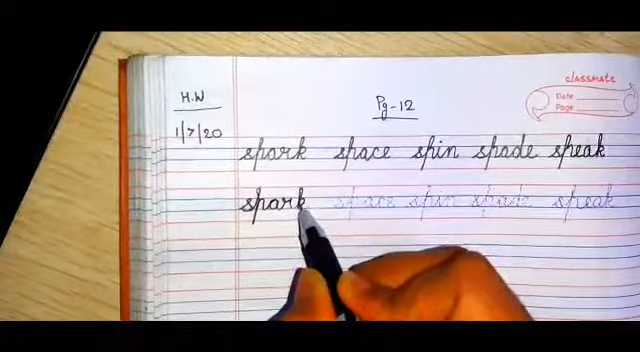 classmate
Date
Page
H.W
Pg-12
1/7/20
spark space spin spade speak
spark space spin spade speak